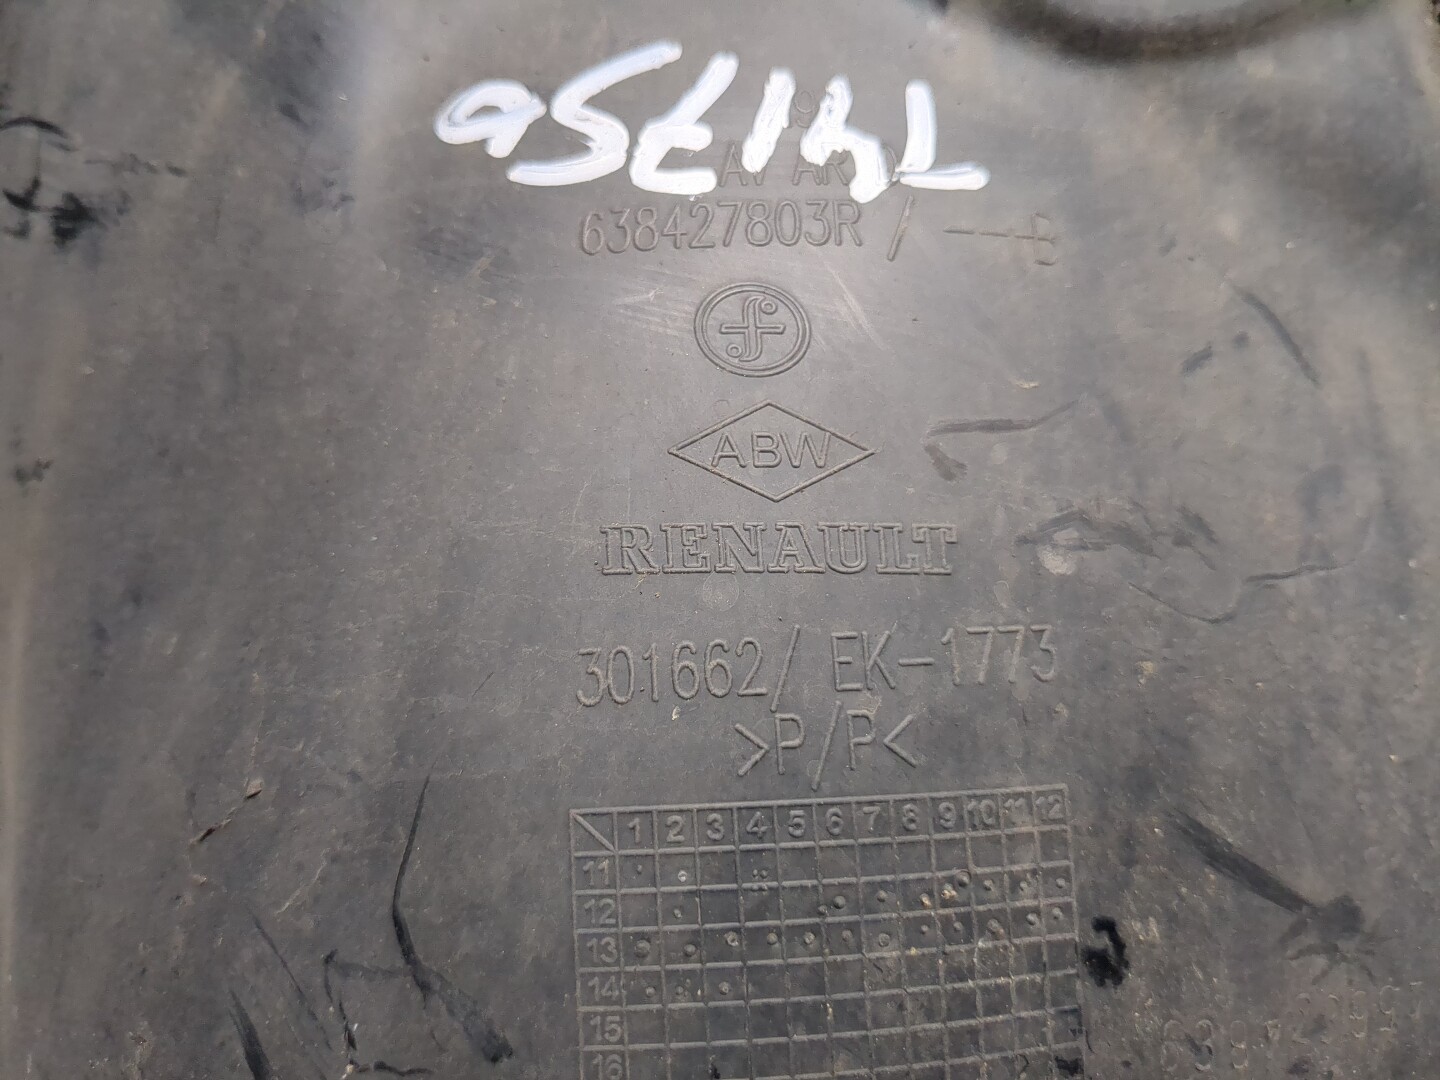 AV AR D
638427803R / ---B
ABW
RENAULT
301662/ EK-1773
>P/P<
1 2 3 4 5 6 7 8 9 10 11 12
11
12
13
14
15
16